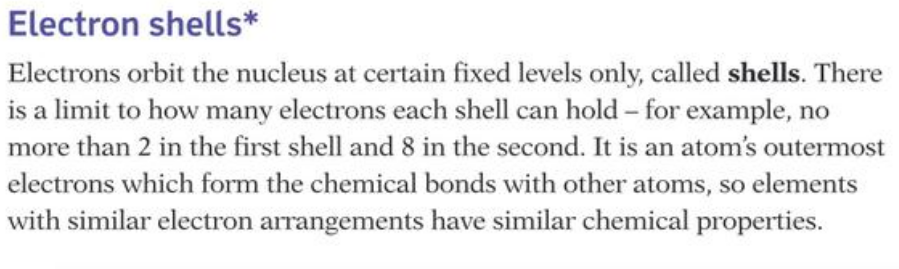 Electron shells*
Electrons orbit the nucleus at certain fixed levels only, called shells. There
is a limit to how many electrons each shell can hold – for example, no
more than 2 in the first shell and 8 in the second. It is an atom's outermost
electrons which form the chemical bonds with other atoms, so elements
with similar electron arrangements have similar chemical properties.